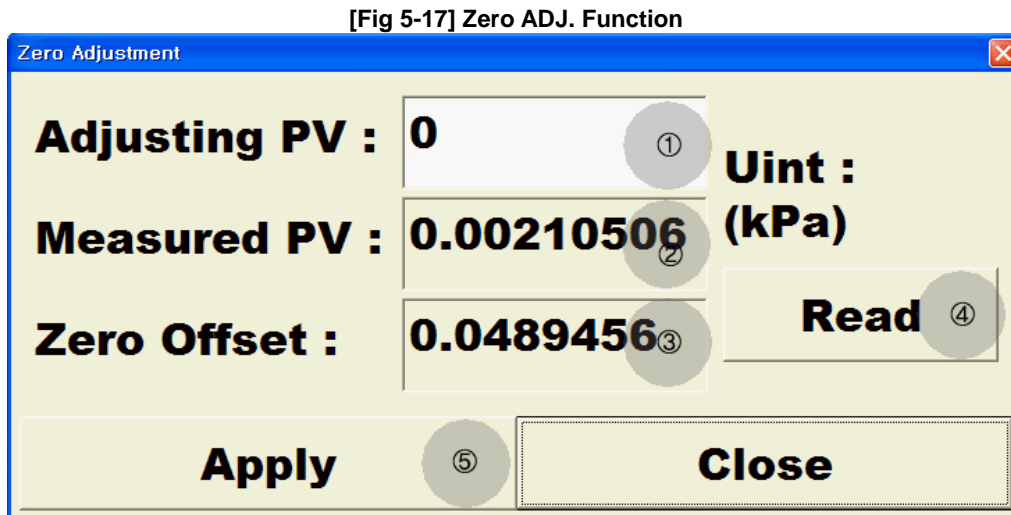 [Fig 5-17] Zero ADJ. Function
Zero Adjustment
Adjusting PV : 0 ①
Uint :
(kPa)
Measured PV : 0.00210506 ②
Zero Offset : 0.0489456 ③
Read ④
Apply ⑤ Close